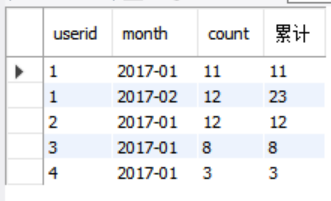 userid month count 累计
1 2017-01 11 11
1 2017-02 12 23
2 2017-01 12 12
3 2017-01 8 8
4 2017-01 3 3